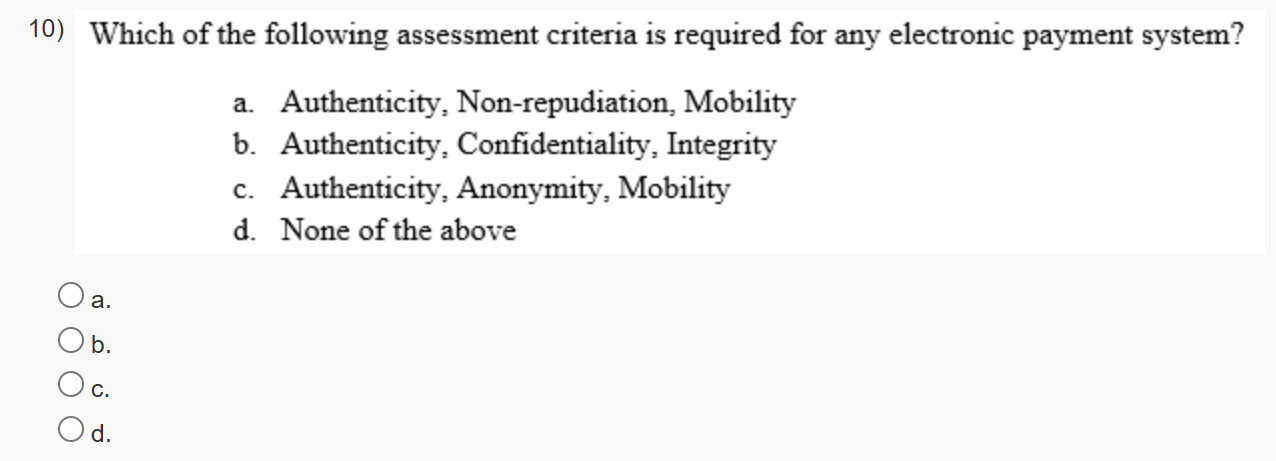 10) Which of the following assessment criteria is required for any electronic payment system?
a. Authenticity, Non-repudiation, Mobility
b. Authenticity, Confidentiality, Integrity
c. Authenticity, Anonymity, Mobility
d. None of the above
a.
b.
c.
d.